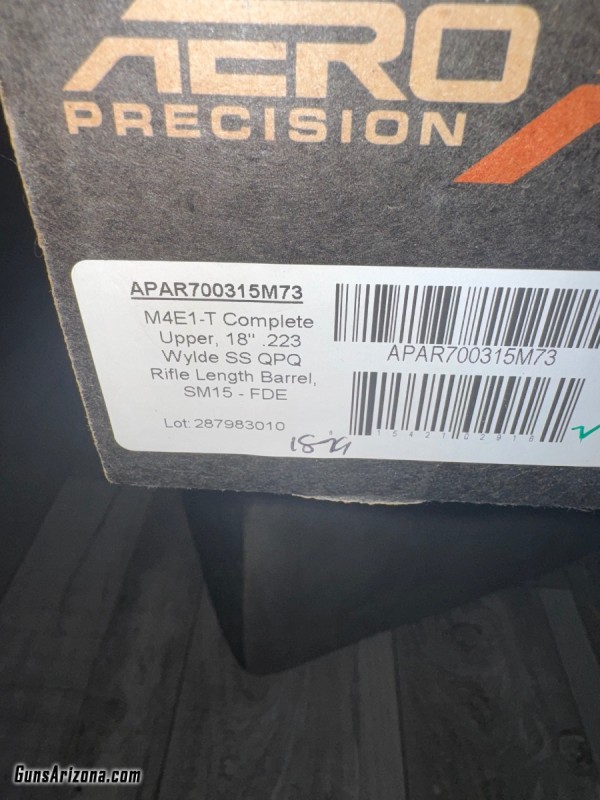 AERO
PRECISION
APAR700315M73
M4E1-T Complete
Upper, 18" .223
Wylde SS QPQ
Rifle Length Barrel,
SM15 - FDE
Lot: 287983010
APAR700315M73
GunsArizona.com